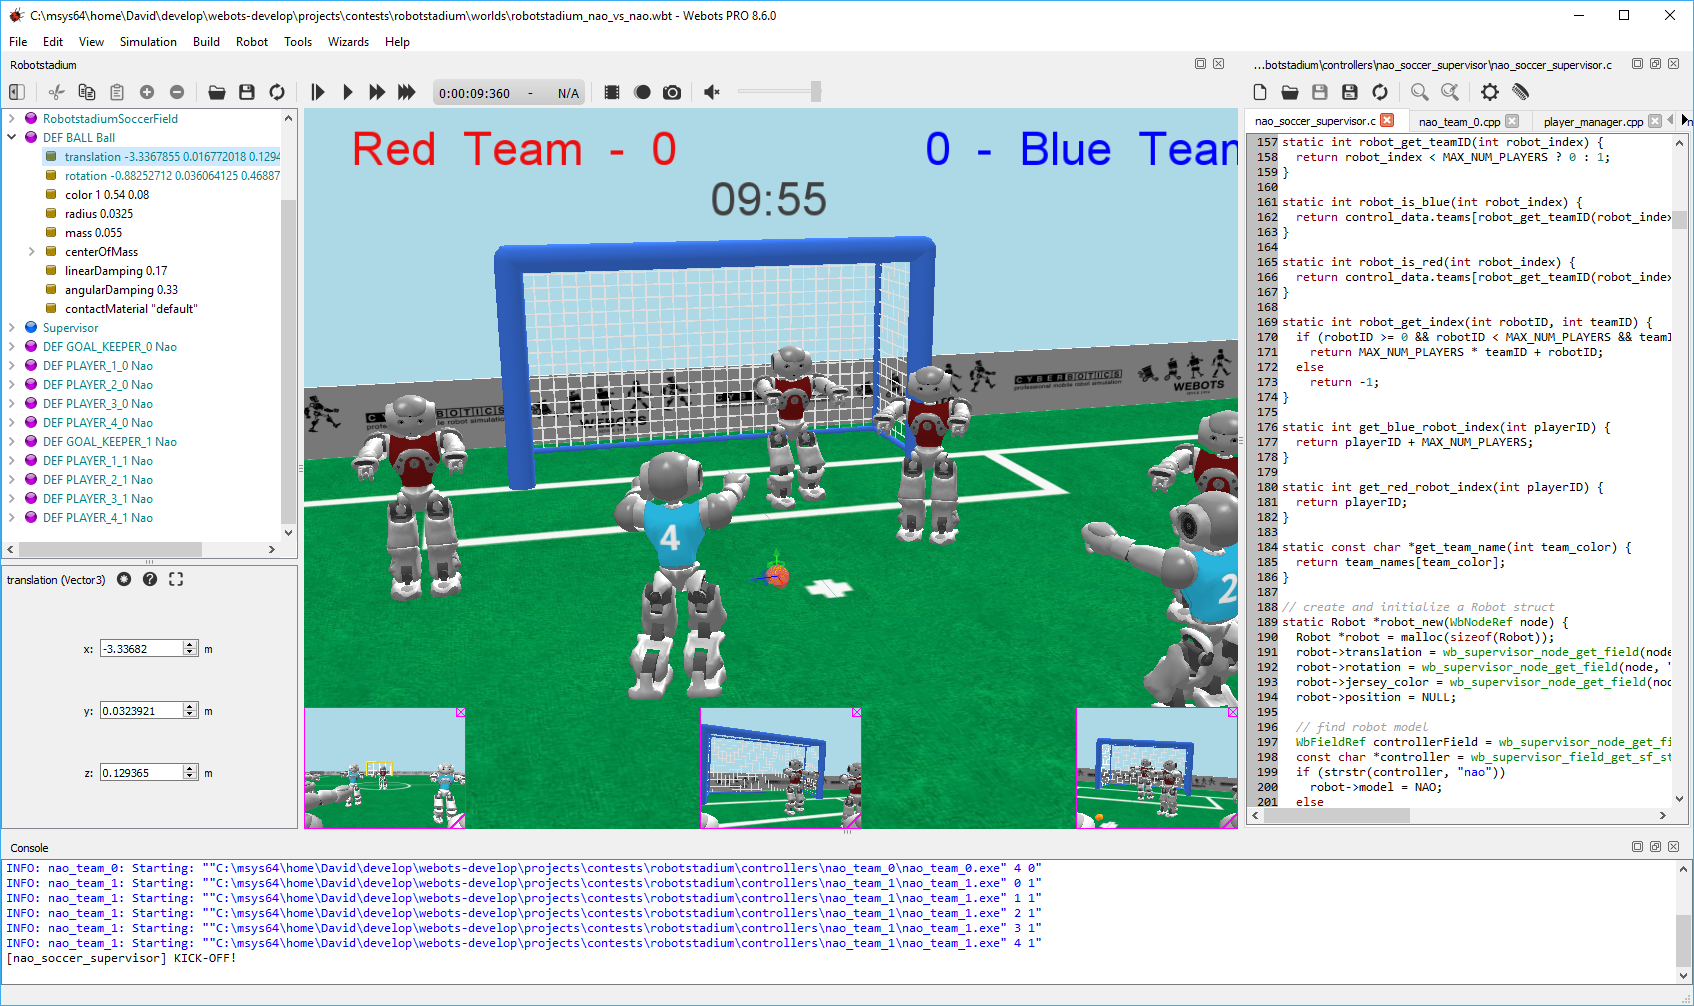 C:\msys64\home\David\develop\webots-develop\projects\contests\robotstadium\worlds\robotstadium_nao_vs_nao.wbt - Webots PRO 8.6.0
File Edit View Simulation Build Robot Tools Wizards Help
Robotstadium
0:00:09:360 - N/A
RobotstadiumSoccerField
DEF BALL Ball
translation -3.3367855 0.016772018 0.1294
rotation -0.88252712 0.036064125 0.46887
color 1 0.54 0.08
radius 0.0325
mass 0.055
centerOfMass
linearDamping 0.17
angularDamping 0.33
contactMaterial "default"
Supervisor
DEF GOAL_KEEPER_0 Nao
DEF PLAYER_1_0 Nao
DEF PLAYER_2_0 Nao
DEF PLAYER_3_0 Nao
DEF PLAYER_4_0 Nao
DEF GOAL_KEEPER_1 Nao
DEF PLAYER_1_1 Nao
DEF PLAYER_2_1 Nao
DEF PLAYER_3_1 Nao
DEF PLAYER_4_1 Nao
translation (Vector3)
x: -3.33682 m
y: 0.0323921 m
z: 0.129365 m
Red Team - 0
0 - Blue Tean
09:55
CYBERBOTICS
professional mobile robot simulation
WEBOTS
4
2
...botstadium\controllers\nao_soccer_supervisor\nao_soccer_supervisor.c
nao_soccer_supervisor.c nao_team_0.cpp player_manager.cpp
157 static int robot_get_teamID(int robot_index) {
158 return robot_index < MAX_NUM_PLAYERS ? 0 : 1;
159 }
160
161 static int robot_is_blue(int robot_index) {
162 return control_data.teams[robot_get_teamID(robot_index
163 }
164
165 static int robot_is_red(int robot_index) {
166 return control_data.teams[robot_get_teamID(robot_index
167 }
168
169 static int robot_get_index(int robotID, int teamID) {
170 if (robotID >= 0 && robotID < MAX_NUM_PLAYERS && teamI
171 return MAX_NUM_PLAYERS * teamID + robotID;
172 else
173 return -1;
174 }
175
176 static int get_blue_robot_index(int playerID) {
177 return playerID + MAX_NUM_PLAYERS;
178 }
179
180 static int get_red_robot_index(int playerID) {
181 return playerID;
182 }
183
184 static const char *get_team_name(int team_color) {
185 return team_names[team_color];
186 }
187
188 // create and initialize a Robot struct
189 static Robot *robot_new(WbNodeRef node) {
190 Robot *robot = malloc(sizeof(Robot));
191 robot->translation = wb_supervisor_node_get_field(node
192 robot->rotation = wb_supervisor_node_get_field(node, "
193 robot->jersey_color = wb_supervisor_node_get_field(nod
194 robot->position = NULL;
195
196 // find robot model
197 WbFieldRef controllerField = wb_supervisor_node_get_fi
198 const char *controller = wb_supervisor_field_get_sf_st
199 if (strstr(controller, "nao"))
200 robot->model = NAO;
201 else
Console
INFO: nao_team_0: Starting: ""C:\msys64\home\David\develop\webots-develop\projects\contests\robotstadium\controllers\nao_team_0\nao_team_0.exe" 4 0"
INFO: nao_team_1: Starting: ""C:\msys64\home\David\develop\webots-develop\projects\contests\robotstadium\controllers\nao_team_1\nao_team_1.exe" 0 1"
INFO: nao_team_1: Starting: ""C:\msys64\home\David\develop\webots-develop\projects\contests\robotstadium\controllers\nao_team_1\nao_team_1.exe" 1 1"
INFO: nao_team_1: Starting: ""C:\msys64\home\David\develop\webots-develop\projects\contests\robotstadium\controllers\nao_team_1\nao_team_1.exe" 2 1"
INFO: nao_team_1: Starting: ""C:\msys64\home\David\develop\webots-develop\projects\contests\robotstadium\controllers\nao_team_1\nao_team_1.exe" 3 1"
INFO: nao_team_1: Starting: ""C:\msys64\home\David\develop\webots-develop\projects\contests\robotstadium\controllers\nao_team_1\nao_team_1.exe" 4 1"
[nao_soccer_supervisor] KICK-OFF!